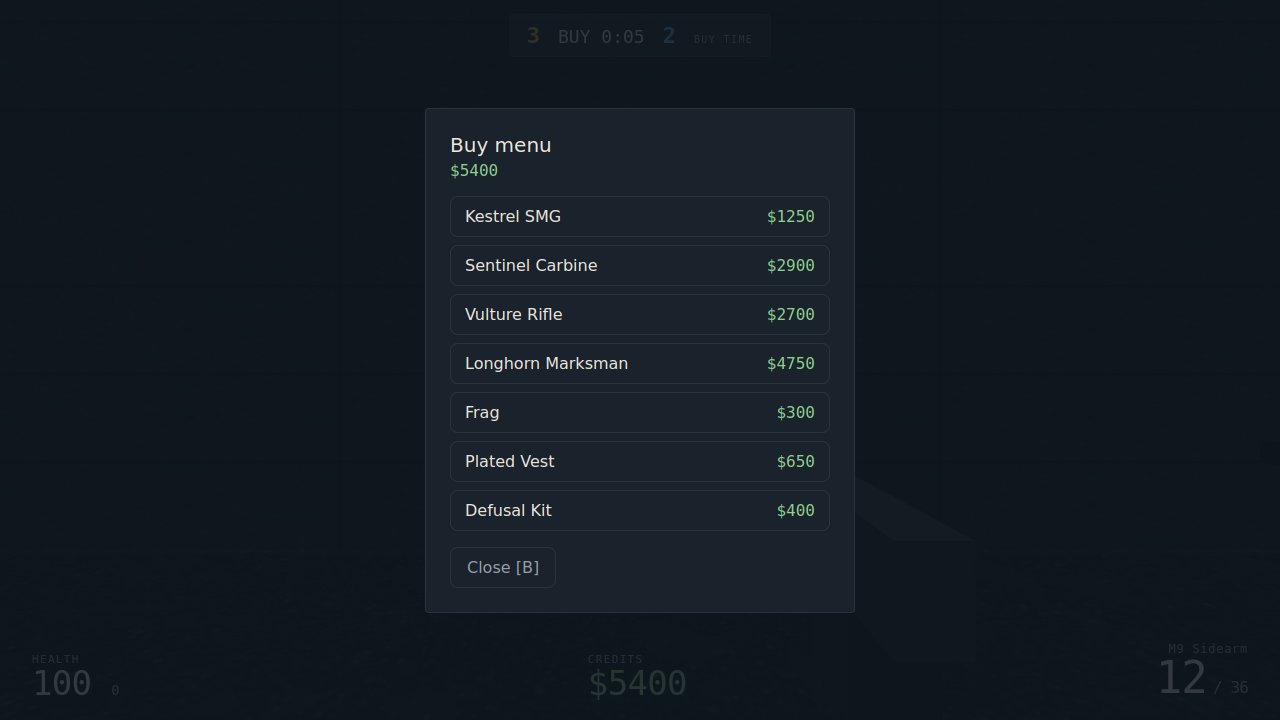 3 BUY 0:05 2 BUY TIME
Buy menu
$5400
Kestrel SMG $1250
Sentinel Carbine $2900
Vulture Rifle $2700
Longhorn Marksman $4750
Frag $300
Plated Vest $650
Defusal Kit $400
Close [B]
HEALTH
100 0
CREDITS
$5400
M9 Sidearm
12 / 36